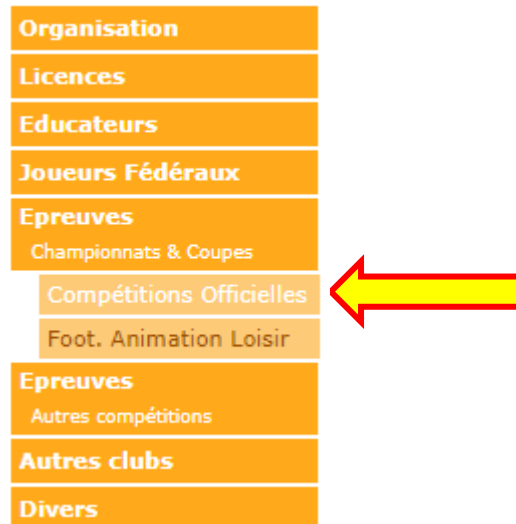 Organisation
Licences
Educateurs
Joueurs Fédéraux
Epreuves
Championnats & Coupes
Compétitions Officielles
Foot. Animation Loisir
Epreuves
Autres compétitions
Autres clubs
Divers